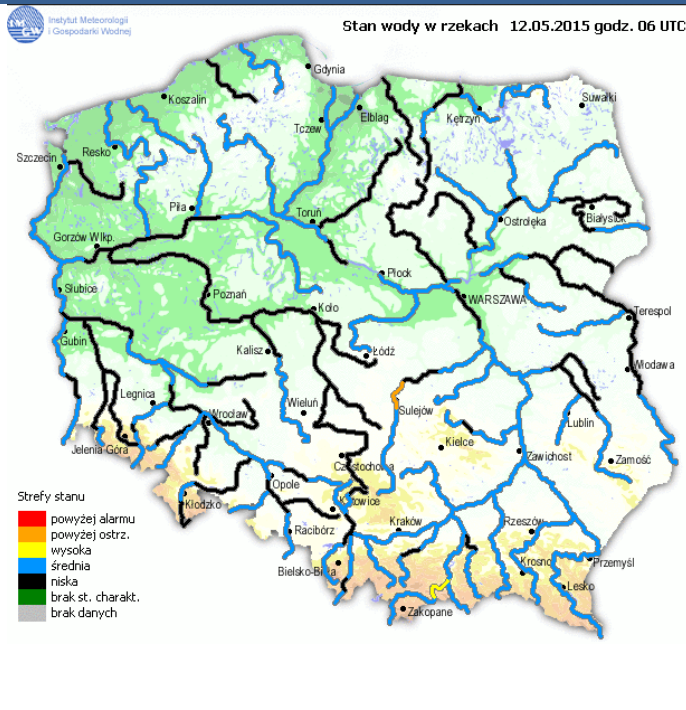 Instytut Meteorologii
i Gospodarki Wodnej
IMGW
Stan wody w rzekach 12.05.2015 godz. 06 UTC
Gdynia
Koszalin
Suwałki
Tczew
Elbląg
Kętrzyn
Resko
Szczecin
Piła
Toruń
Ostrołęka
Białystok
Gorzów Wlkp.
Płock
Słubice
Poznań
WARSZAWA
Koło
Terespol
Gubin
Kalisz
Łódź
Włodawa
Legnica
Wieluń
Sulejów
Wrocław
Lublin
Jelenia Góra
Kielce
Zawichost
Zamość
Częstochowa
Opole
Kłodzko
Katowice
Racibórz
Kraków
Rzeszów
Bielsko-Biała
Krosno
Przemyśl
Lesko
Zakopane
Strefy stanu
powyżej alarmu
powyżej ostrz.
wysoka
średnia
niska
brak st. charakt.
brak danych